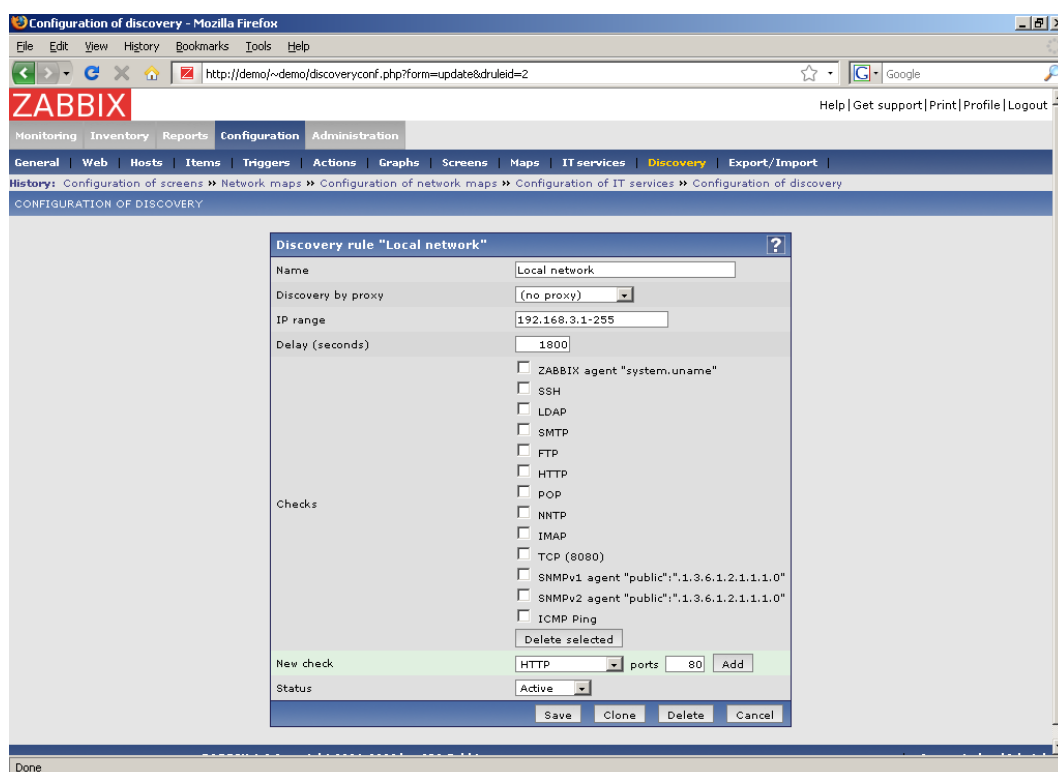 Configuration of discovery - Mozilla Firefox
File Edit View History Bookmarks Tools Help
http://demo/~demo/discoveryconf.php?form=update&druleid=2 G Google
ZABBIX
Help | Get support | Print | Profile | Logout
Monitoring Inventory Reports Configuration Administration
General | Web | Hosts | Items | Triggers | Actions | Graphs | Screens | Maps | IT services | Discovery | Export/Import |
History: Configuration of screens » Network maps » Configuration of network maps » Configuration of IT services » Configuration of discovery
CONFIGURATION OF DISCOVERY
Discovery rule "Local network" ?
Name Local network
Discovery by proxy (no proxy)
IP range 192.168.3.1-255
Delay (seconds) 1800
ZABBIX agent "system.uname"
SSH
LDAP
SMTP
FTP
HTTP
POP
Checks
NNTP
IMAP
TCP (8080)
SNMPv1 agent "public":".1.3.6.1.2.1.1.1.0"
SNMPv2 agent "public":".1.3.6.1.2.1.1.1.0"
ICMP Ping
Delete selected
New check HTTP ports 80 Add
Status Active
Save Clone Delete Cancel
Done